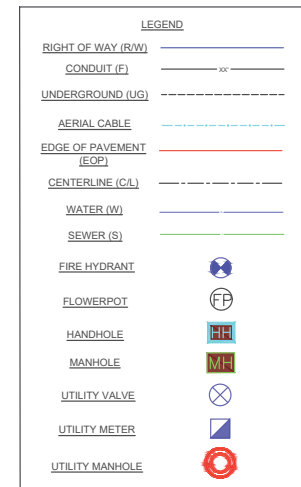 LEGEND
RIGHT OF WAY (R/W)
CONDUIT (F)
XX'
UNDERGROUND (UG)
AERIAL CABLE
EDGE OF PAVEMENT
(EOP)
CENTERLINE (C/L)
WATER (W)
SEWER (S)
FIRE HYDRANT
FLOWERPOT
FP
HANDHOLE
HH
MANHOLE
MH
UTILITY VALVE
UTILITY METER
UTILITY MANHOLE